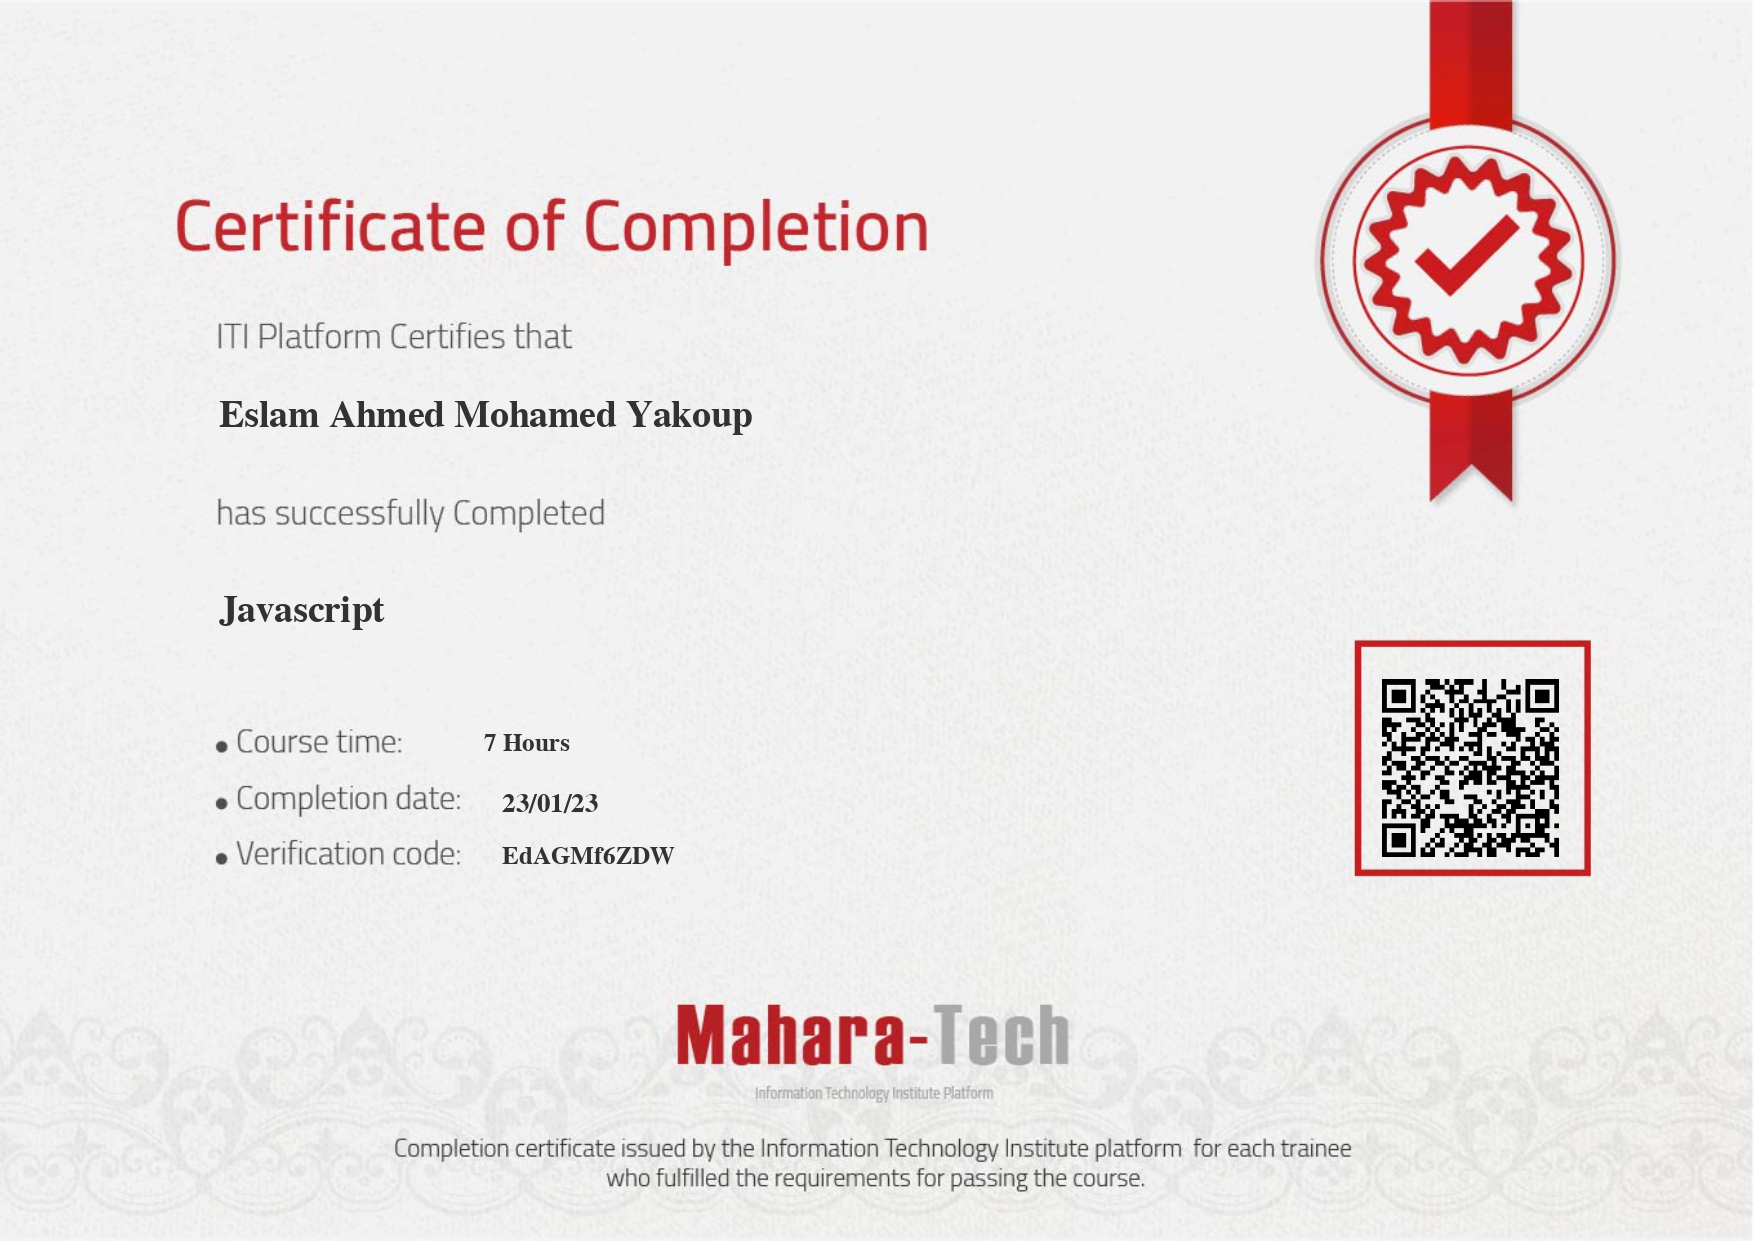 Certificate of Completion
ITI Platform Certifies that
Eslam Ahmed Mohamed Yakoup
has successfully Completed
Javascript
• Course time: 7 Hours
• Completion date: 23/01/23
• Verification code: EdAGMf6ZDW
Mahara-Tech
Information Technology Institute Platform
Completion certificate issued by the Information Technology Institute platform for each trainee
who fulfilled the requirements for passing the course.